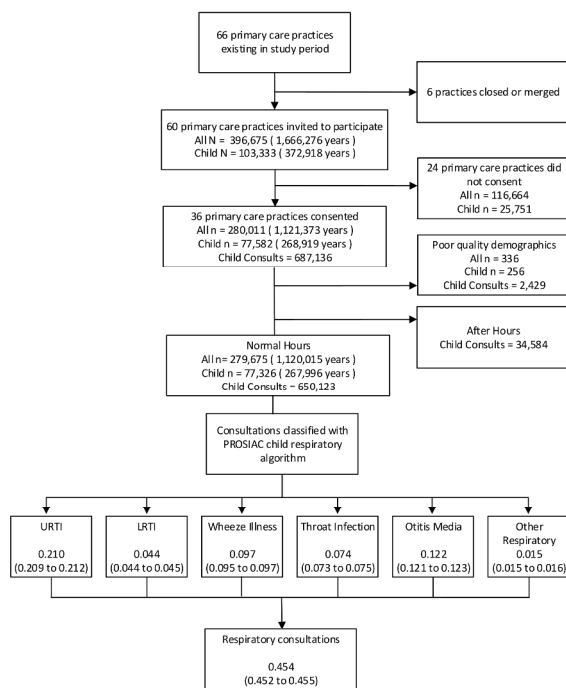 66 primary care practices
existing in study period
6 practices closed or merged
60 primary care practices invited to participate
All N = 396,675 ( 1,666,276 years )
Child N = 103,333 ( 372,918 years )
24 primary care practices did
not consent
All n = 116,664
Child n = 25,751
36 primary care practices consented
All n = 280,011 ( 1,121,373 years )
Child n = 77,582 ( 268,919 years )
Child Consults = 687,136
Poor quality demographics
All n = 336
Child n = 256
Child Consults = 2,429
After Hours
Child Consults = 34,584
Normal Hours
All n= 279,675 ( 1,120,015 years )
Child n = 77,326 ( 267,996 years )
Child Consults = 650,123
Consultations classified with
PROSIAC child respiratory
algorithm
URTI
0.210
(0.209 to 0.212)
LRTI
0.044
(0.044 to 0.045)
Wheeze Illness
0.097
(0.095 to 0.097)
Throat Infection
0.074
(0.073 to 0.075)
Otitis Media
0.122
(0.121 to 0.123)
Other
Respiratory
0.015
(0.015 to 0.016)
Respiratory consultations
0.454
(0.452 to 0.455)